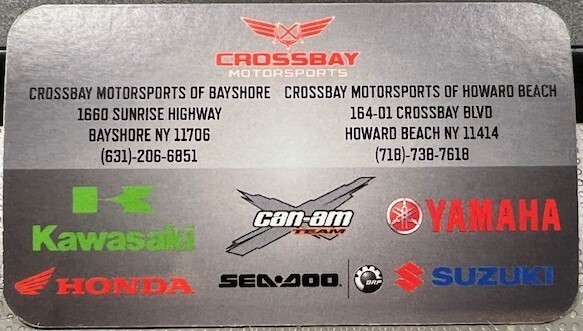 CROSSBAY
MOTORSPORTS
CROSSBAY MOTORSPORTS OF BAYSHORE
1660 SUNRISE HIGHWAY
BAYSHORE NY 11706
(631)-206-6851
CROSSBAY MOTORSPORTS OF HOWARD BEACH
164-01 CROSSBAY BLVD
HOWARD BEACH NY 11414
(718)-738-7618
Kawasaki
can-am
X TEAM
YAMAHA
HONDA
SEA-DOO
BRP
SUZUKI